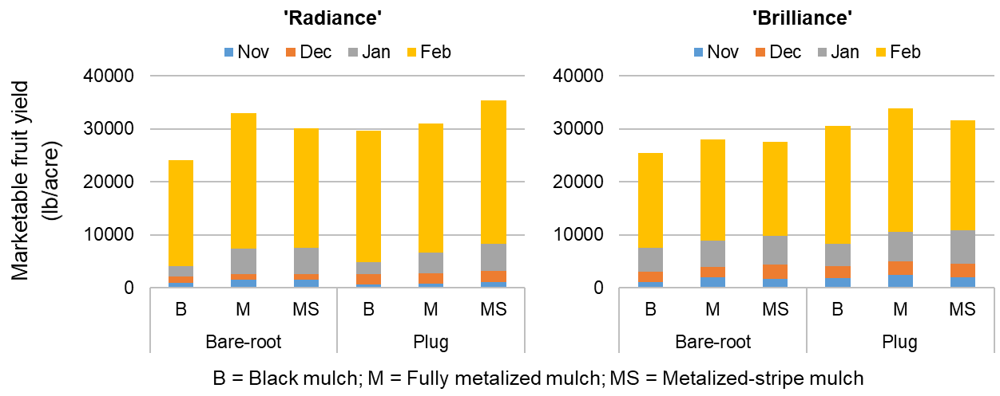 'Radiance'
Nov Dec Jan Feb
Marketable fruit yield
(lb/acre)
40000
30000
20000
10000
0
B M MS B M MS
Bare-root Plug
'Brilliance'
Nov Dec Jan Feb
40000
30000
20000
10000
0
B M MS B M MS
Bare-root Plug
B = Black mulch; M = Fully metalized mulch; MS = Metalized-stripe mulch